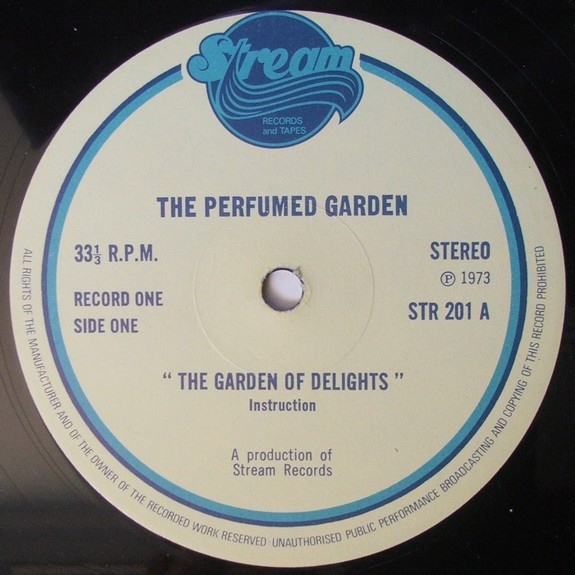 Stream
RECORDS
and TAPES
THE PERFUMED GARDEN
33⅓ R.P.M.
STEREO
Ⓟ 1973
RECORD ONE
SIDE ONE
STR 201 A
" THE GARDEN OF DELIGHTS "
Instruction
A production of
Stream Records
ALL RIGHTS OF THE MANUFACTURER AND OF THE OWNER OF THE RECORDED WORK RESERVED · UNAUTHORISED PUBLIC PERFORMANCE BROADCASTING AND COPYING OF THIS RECORD PROHIBITED